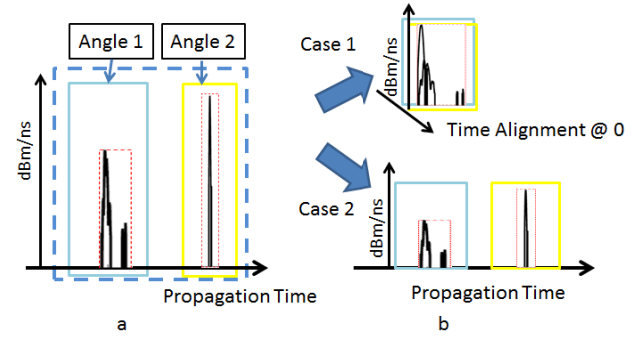 Angle 1
Angle 2
dBm/ns
Propagation Time
a
Case 1
dBm/ns
Time Alignment @ 0
Case 2
dBm/ns
Propagation Time
b